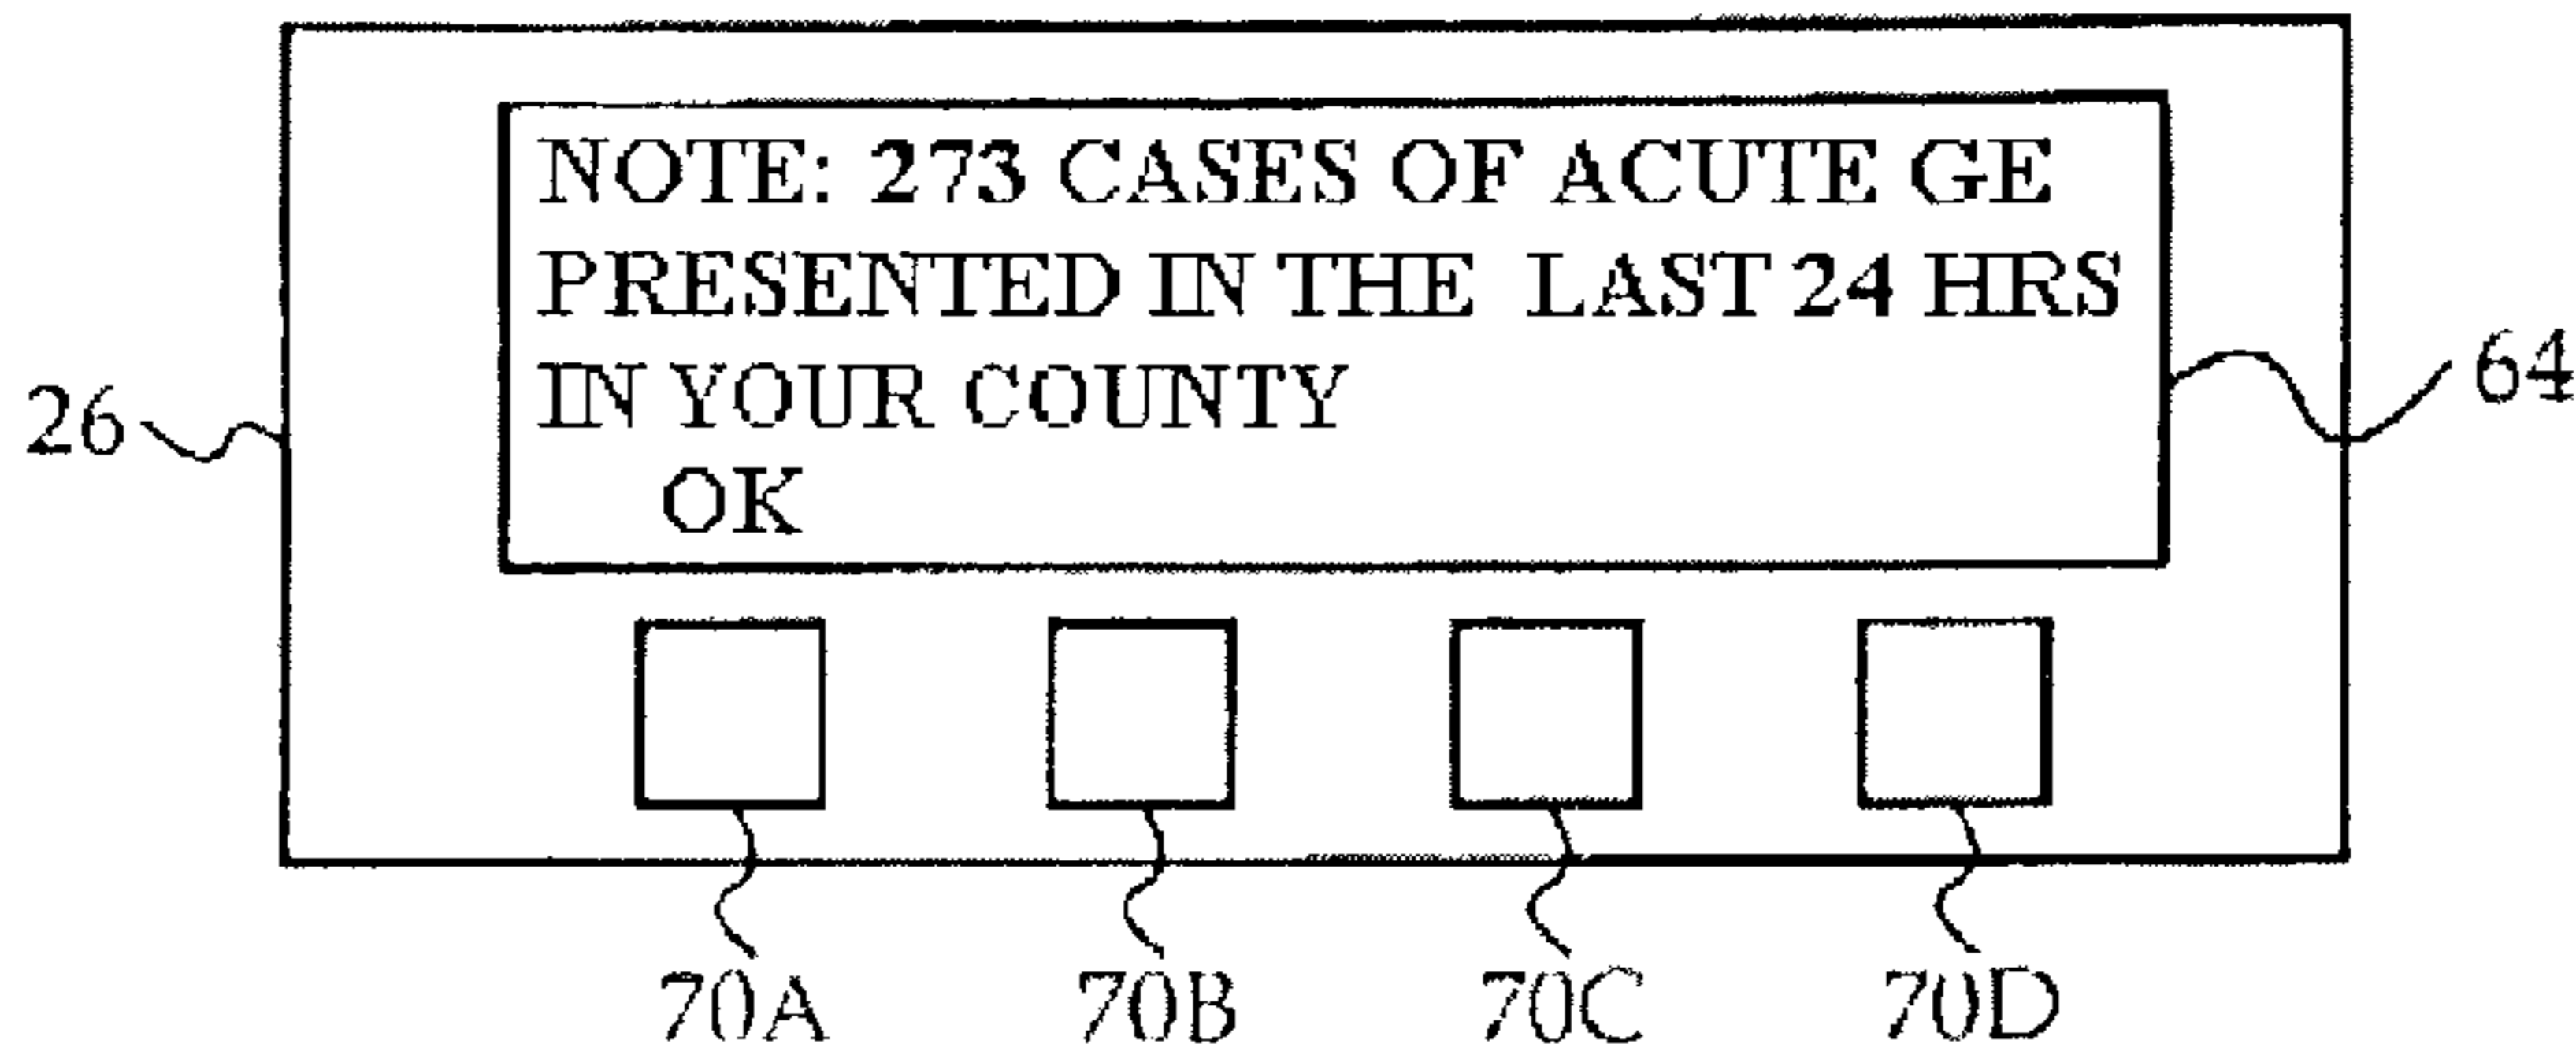 NOTE: 273 CASES OF ACUTE GE
PRESENTED IN THE LAST 24 HRS
IN YOUR COUNTY
OK
26
64
70A 70B 70C 70D